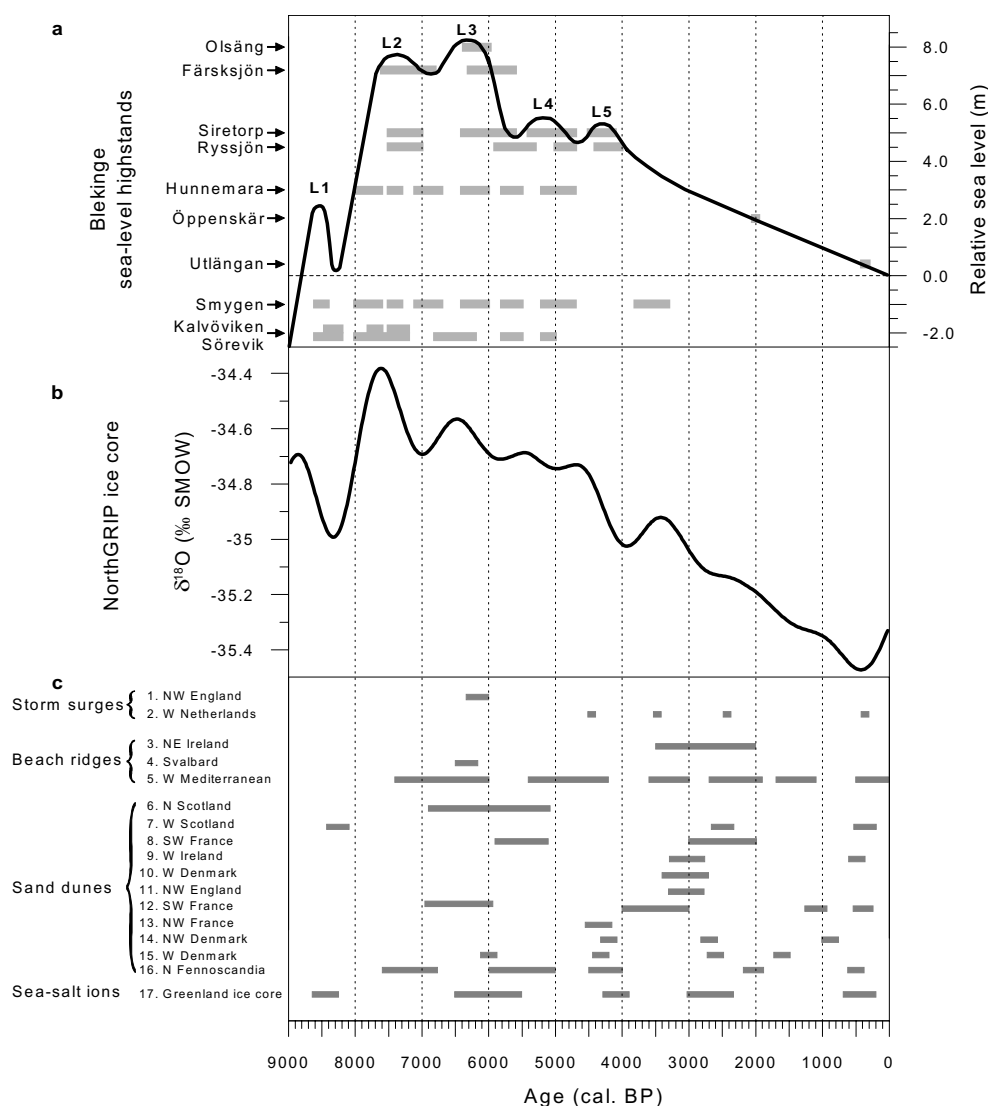 a
Blekinge
sea-level highstands
Olsäng
Färsksjön
Siretorp
Ryssjön
Hunnemara
Öppenskär
Utlängan
Smygen
Kalvöviken
Sörevik
L1
L2
L3
L4
L5
8.0
6.0
4.0
2.0
0.0
-2.0
Relative sea level (m)
b
NorthGRIP ice core
δ18O (‰ SMOW)
-34.4
-34.6
-34.8
-35
-35.2
-35.4
c
Storm surges
1. NW England
2. W Netherlands
Beach ridges
3. NE Ireland
4. Svalbard
5. W Mediterranean
Sand dunes
6. N Scotland
7. W Scotland
8. SW France
9. W Ireland
10. W Denmark
11. NW England
12. SW France
13. NW France
14. NW Denmark
15. W Denmark
16. N Fennoscandia
Sea-salt ions
17. Greenland ice core
9000 8000 7000 6000 5000 4000 3000 2000 1000 0
Age (cal. BP)